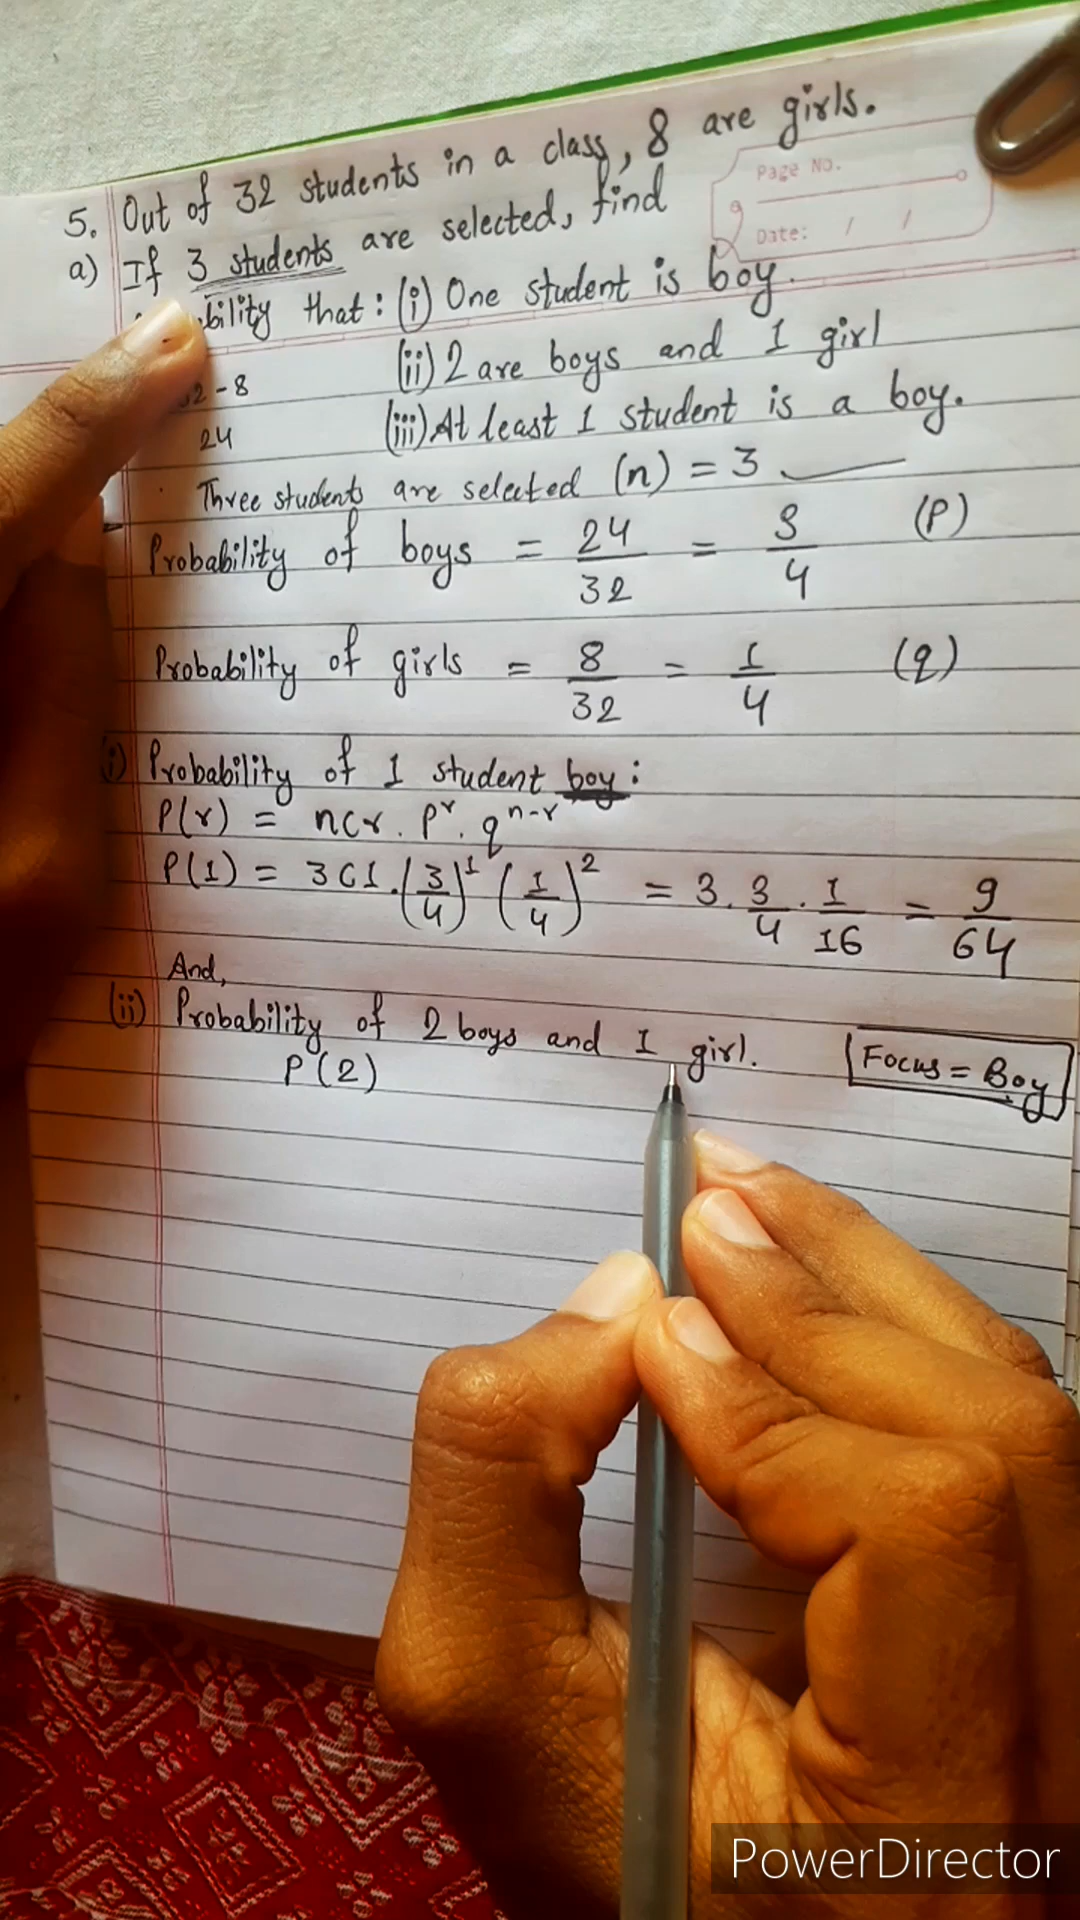 Page No.
Date: / /
5. Out of 32 students in a class, 8 are girls.
a) If 3 students are selected, find
bility that : (i) One student is boy.
(ii) 2 are boys and 1 girl
(iii) At least 1 student is a boy.
32 - 8
24
Three students are selected (n) = 3
Probability of boys = 24/32 = 3/4 (P)
Probability of girls = 8/32 = 1/4 (q)
(i) Probability of 1 student boy :
P(r) = ncr . p^r . q^n-r
P(1) = 3C1 . (3/4)^1 (1/4)^2 = 3 . 3/4 . 1/16 = 9/64
And,
(ii) Probability of 2 boys and 1 girl.
P(2)
Focus = Boy
PowerDirector